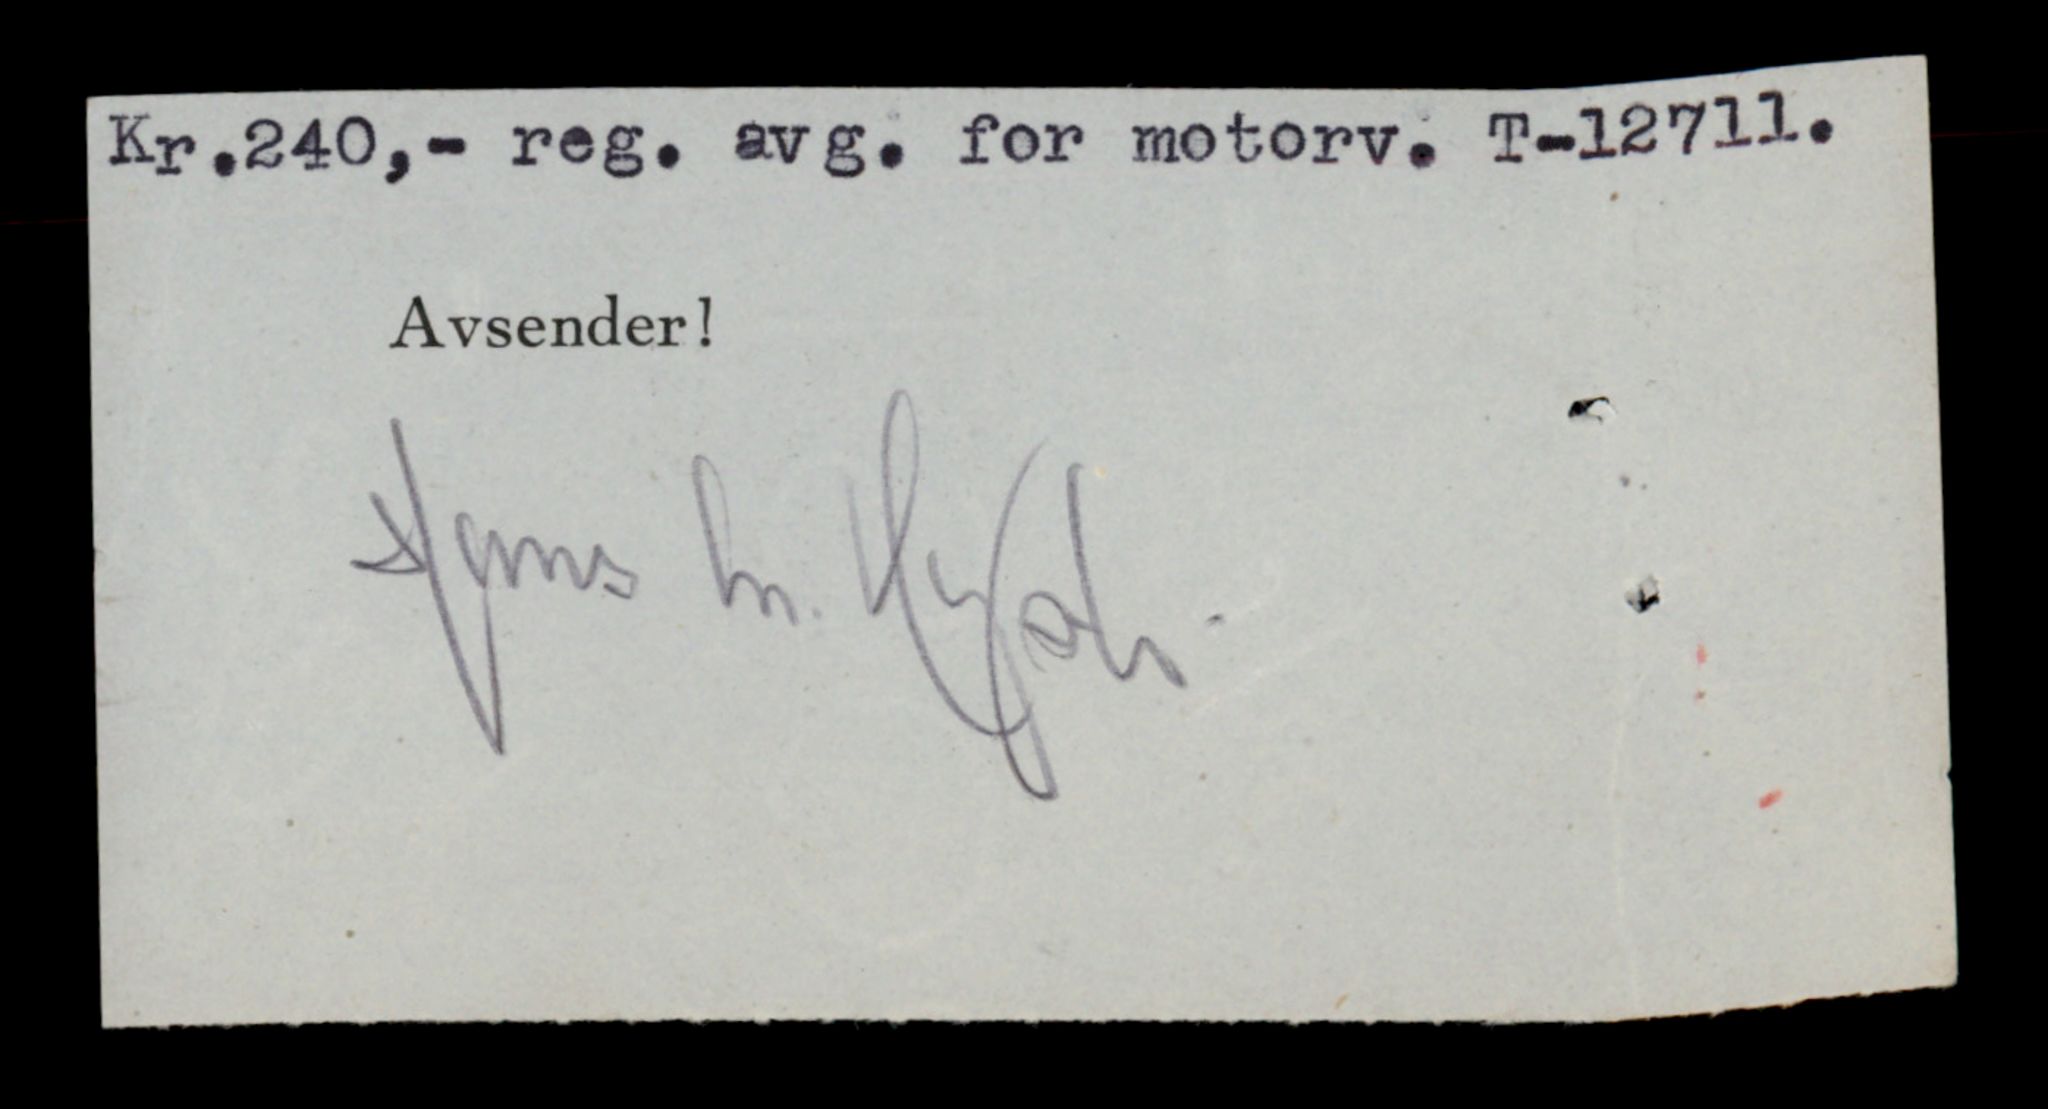 Kr.240,- reg. avg. for motorv. T-12711.
Avsender!